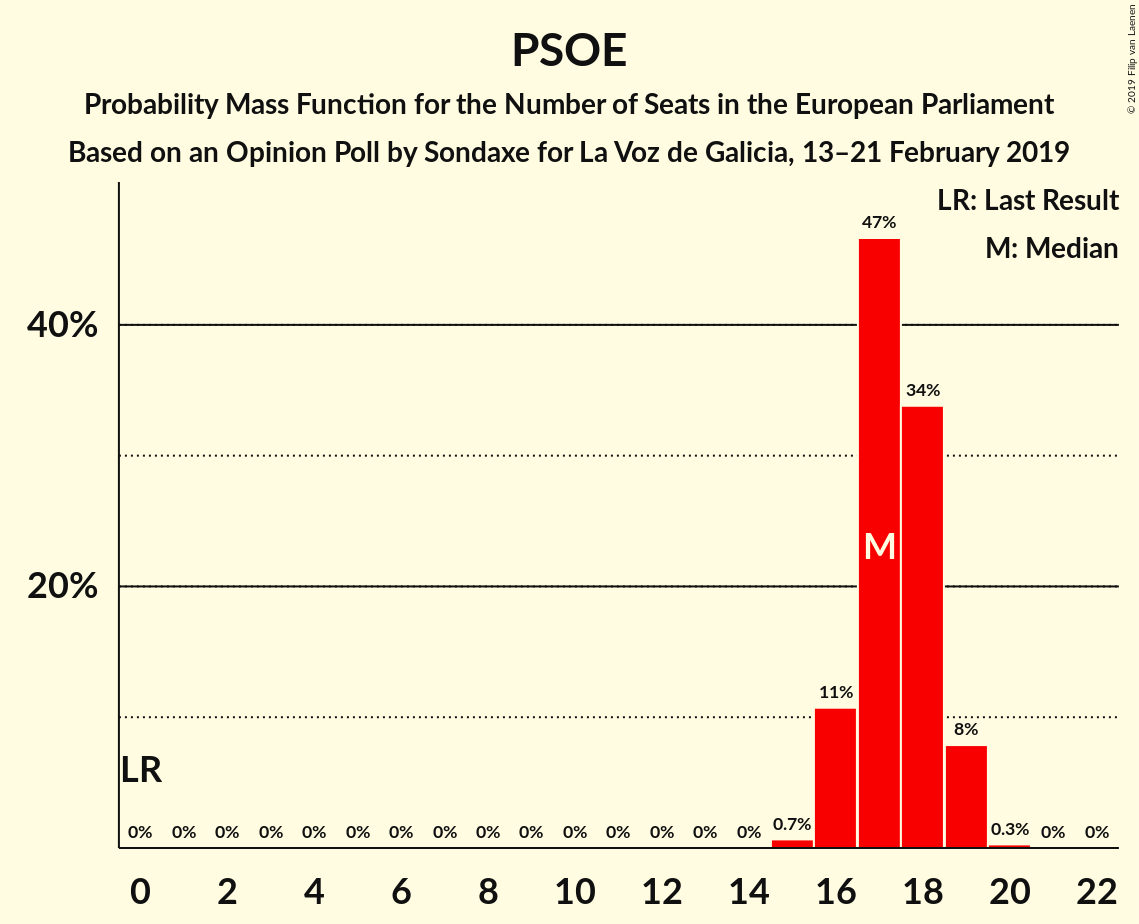 © 2019 Filip van Laenen
PSOE
Probability Mass Function for the Number of Seats in the European Parliament
Based on an Opinion Poll by Sondaxe for La Voz de Galicia, 13–21 February 2019
LR: Last Result
M: Median
47%
40%
34%
M
20%
11%
8%
LR
0% 0% 0% 0% 0% 0% 0% 0% 0% 0% 0% 0% 0% 0% 0% 0.7% 0.3% 0% 0%
0 2 4 6 8 10 12 14 16 18 20 22